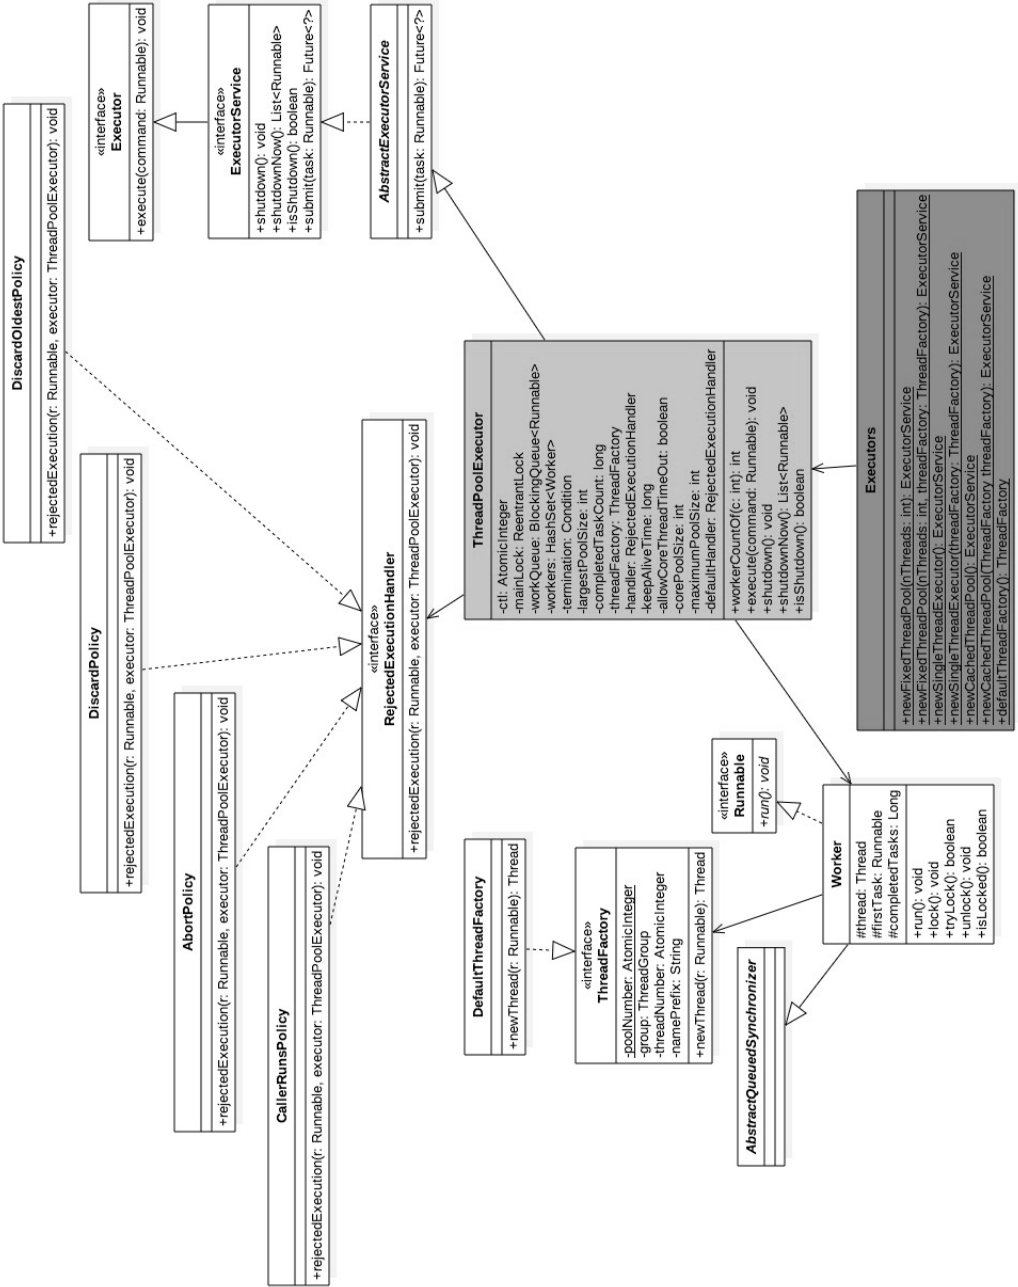 DiscardOldestPolicy
+rejectedExecution(r: Runnable, executor: ThreadPoolExecutor): void
DiscardPolicy
+rejectedExecution(r: Runnable, executor: ThreadPoolExecutor): void
AbortPolicy
+rejectedExecution(r: Runnable, executor: ThreadPoolExecutor): void
CallerRunsPolicy
+rejectedExecution(r: Runnable, executor: ThreadPoolExecutor): void
«interface»
Executor
+execute(command: Runnable): void
«interface»
ExecutorService
+shutdown(): void
+shutdownNow(): List<Runnable>
+isShutdown(): boolean
+submit(task: Runnable): Future<?>
AbstractExecutorService
+submit(task: Runnable): Future<?>
«interface»
RejectedExecutionHandler
+rejectedExecution(r: Runnable, executor: ThreadPoolExecutor): void
ThreadPoolExecutor
-ctl: AtomicInteger
-mainLock: ReentrantLock
-workQueue: BlockingQueue<Runnable>
-workers: HashSet<Worker>
-termination: Condition
-largestPoolSize: int
-completedTaskCount: long
-threadFactory: ThreadFactory
-handler: RejectedExecutionHandler
-keepAliveTime: long
-allowCoreThreadTimeOut: boolean
-corePoolSize: int
-maximumPoolSize: int
-defaultHandler: RejectedExecutionHandler
+workerCountOf(c: int): int
+execute(command: Runnable): void
+shutdown(): void
+shutdownNow(): List<Runnable>
+isShutdown(): boolean
DefaultThreadFactory
+newThread(r: Runnable): Thread
«interface»
ThreadFactory
-poolNumber: AtomicInteger
-group: ThreadGroup
-threadNumber: AtomicInteger
-namePrefix: String
+newThread(r: Runnable): Thread
«interface»
Runnable
+run(): void
AbstractQueuedSynchronizer
Worker
#thread: Thread
#firstTask: Runnable
#completedTasks: Long
+run(): void
+lock(): void
+tryLock(): boolean
+unlock(): void
+isLocked(): boolean
Executors
+newFixedThreadPool(nThreads: int): ExecutorService
+newFixedThreadPool(nThreads: int, threadFactory: ThreadFactory): ExecutorService
+newSingleThreadExecutor(): ExecutorService
+newSingleThreadExecutor(threadFactory: ThreadFactory): ExecutorService
+newCachedThreadPool(): ExecutorService
+newCachedThreadPool(ThreadFactory threadFactory): ExecutorService
+defaultThreadFactory(): ThreadFactory